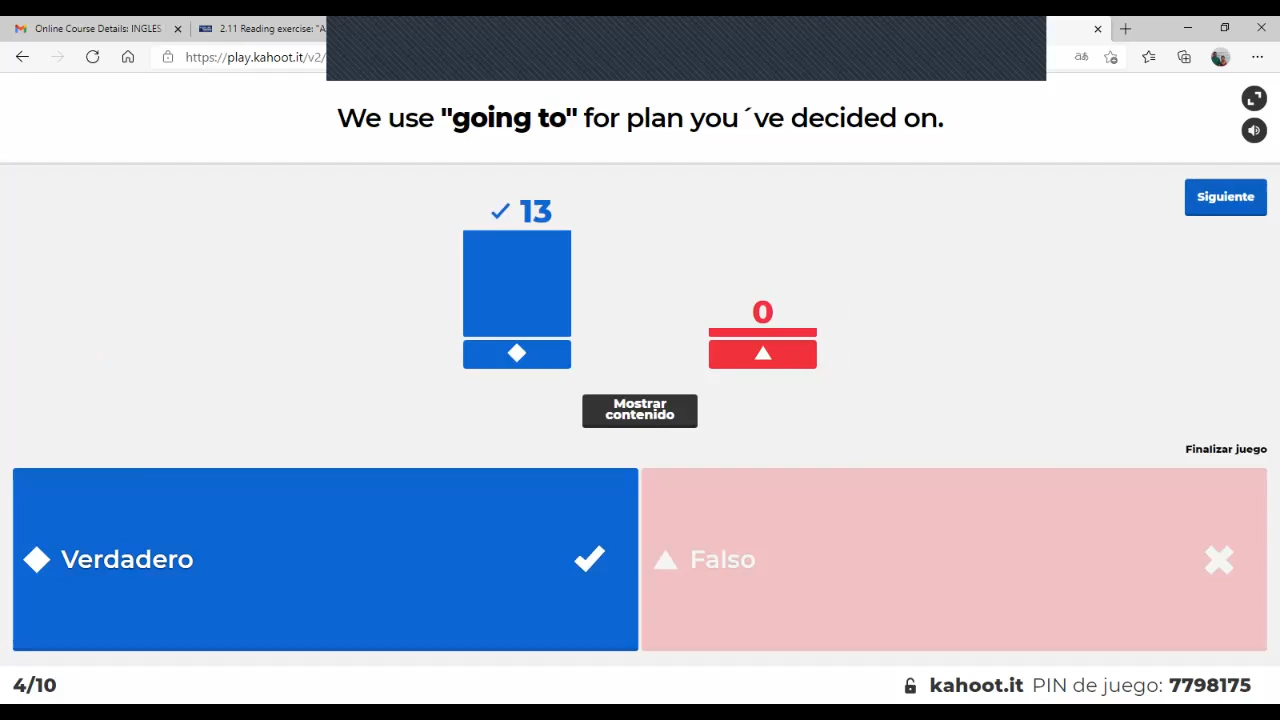 Online Course Details: INGLES
2.11 Reading exercise: "A
https://play.kahoot.it/v2/
We use "going to" for plan you´ve decided on.
Siguiente
13
0
Mostrar
contenido
Finalizar juego
Verdadero
Falso
4/10
kahoot.it PIN de juego: 7798175